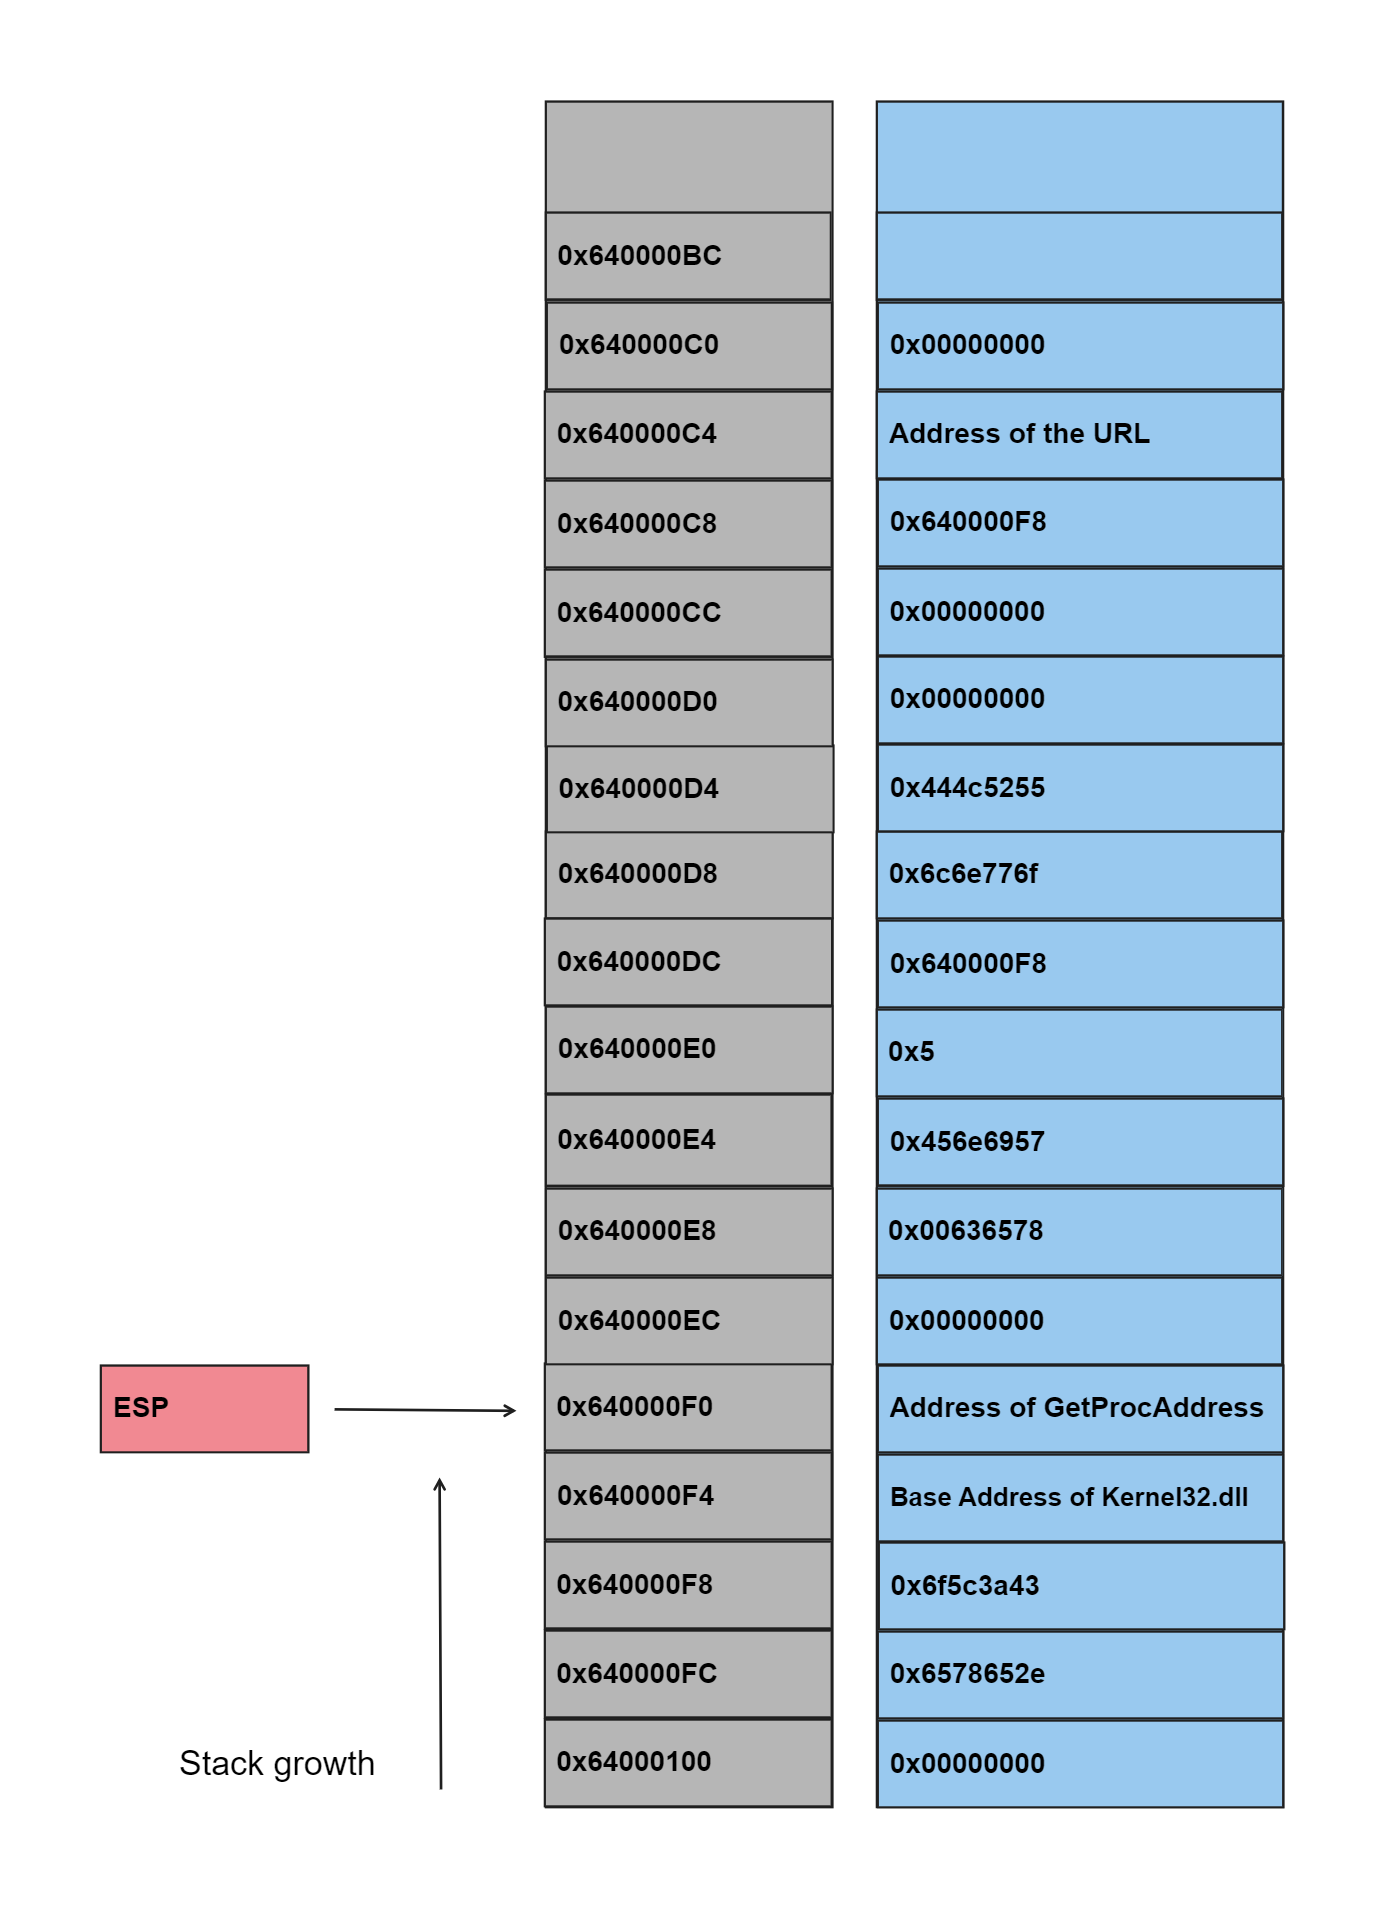 0x640000BC
0x640000C0 0x00000000
0x640000C4 Address of the URL
0x640000C8 0x640000F8
0x640000CC 0x00000000
0x640000D0 0x00000000
0x640000D4 0x444c5255
0x640000D8 0x6c6e776f
0x640000DC 0x640000F8
0x640000E0 0x5
0x640000E4 0x456e6957
0x640000E8 0x00636578
0x640000EC 0x00000000
ESP 0x640000F0 Address of GetProcAddress
0x640000F4 Base Address of Kernel32.dll
0x640000F8 0x6f5c3a43
0x640000FC 0x6578652e
Stack growth 0x64000100 0x00000000